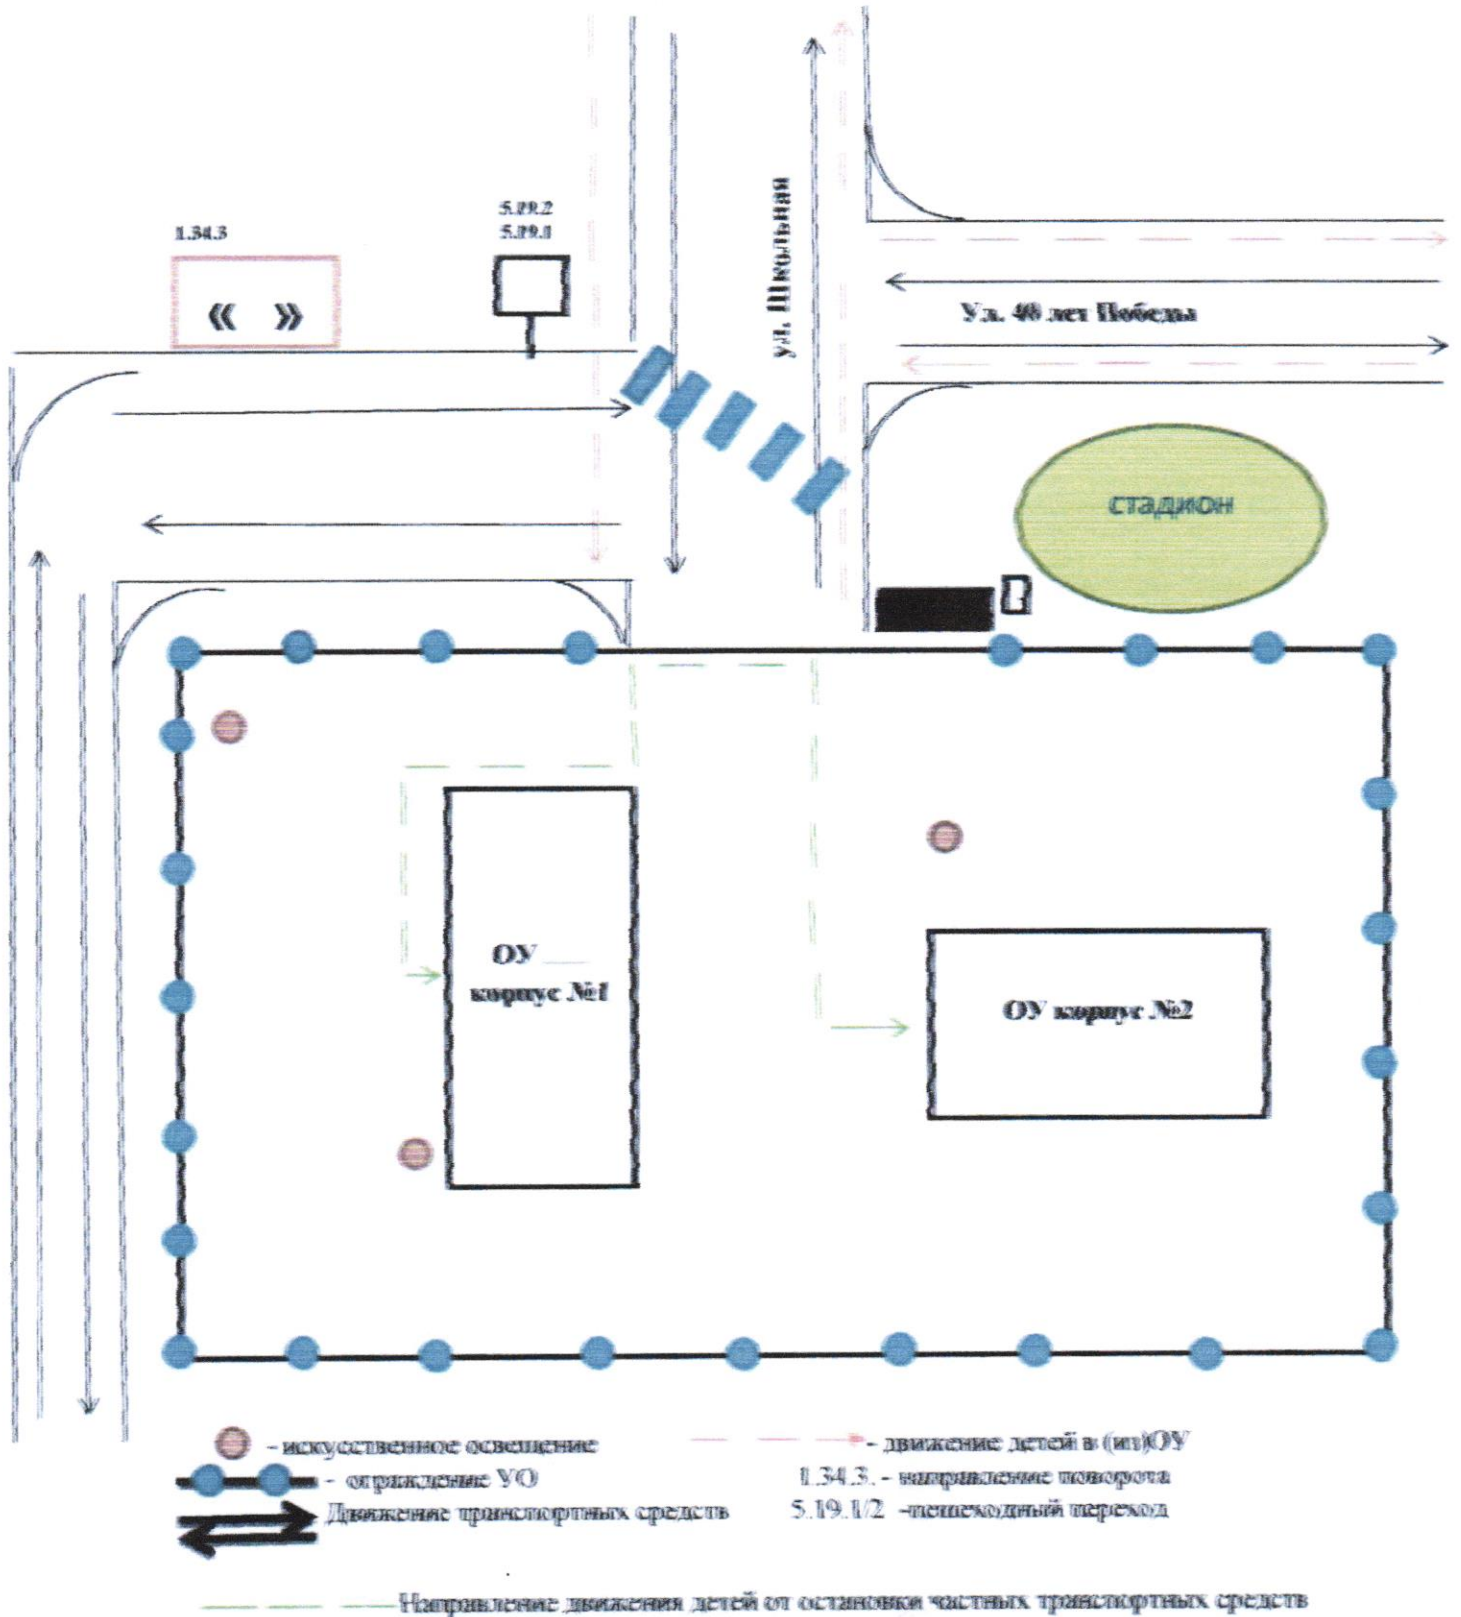 5.19.2
5.19.1
1.34.3
« »
ул. Школьная
Ул. 40 лет Победы
стадион
ОУ ____
корпус №1
ОУ корпус №2
- искусственное освещение
- движение детей в (из)ОУ
- ограждение УО
1.34.3. - направление поворота
Движение транспортных средств
5.19.1/2 -пешеходный переход
Направление движения детей от остановки частных транспортных средств